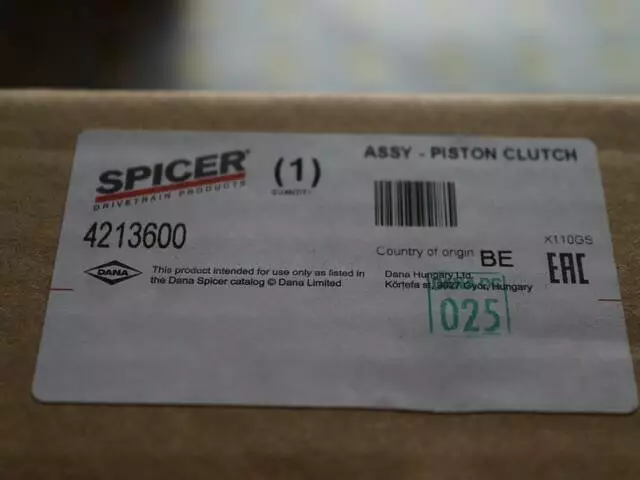 SPICER®
DRIVETRAIN PRODUCTS
(1)
QUANTITY
ASSY - PISTON CLUTCH
4213600
Country of origin BE
X110GS
EAC
DANA
This product intended for use only as listed in
the Dana Spicer catalog © Dana Limited.
Dana Hungary Ltd.
Körtefa st, 9027 Győr, Hungary
025